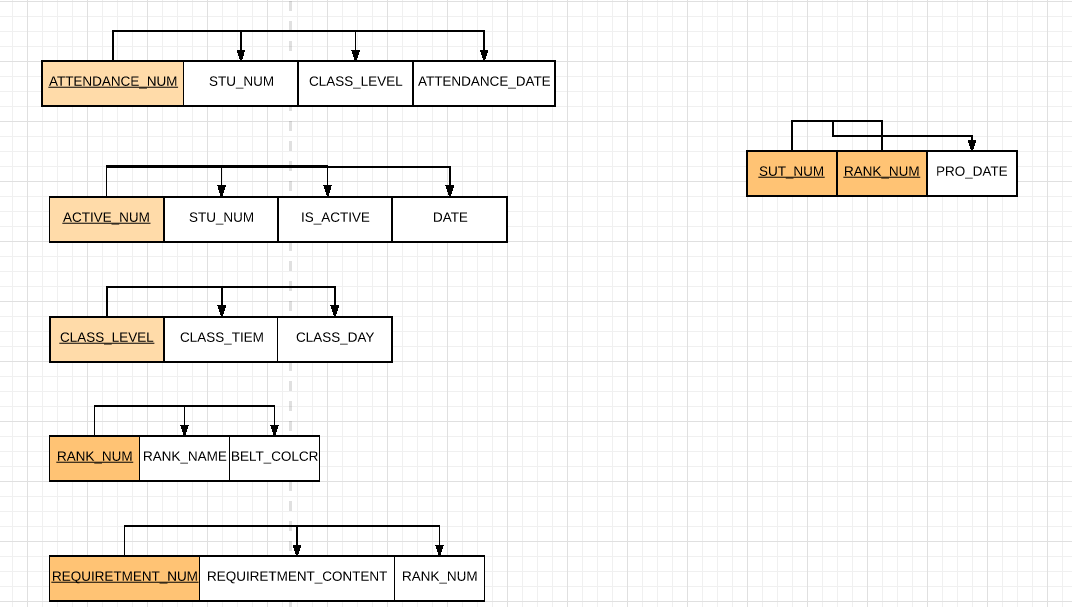 ATTENDANCE_NUM STU_NUM CLASS_LEVEL ATTENDANCE_DATE
SUT_NUM RANK_NUM PRO_DATE
ACTIVE_NUM STU_NUM IS_ACTIVE DATE
CLASS_LEVEL CLASS_TIEM CLASS_DAY
RANK_NUM RANK_NAME BELT_COLCR
REQUIRETMENT_NUM REQUIRETMENT_CONTENT RANK_NUM